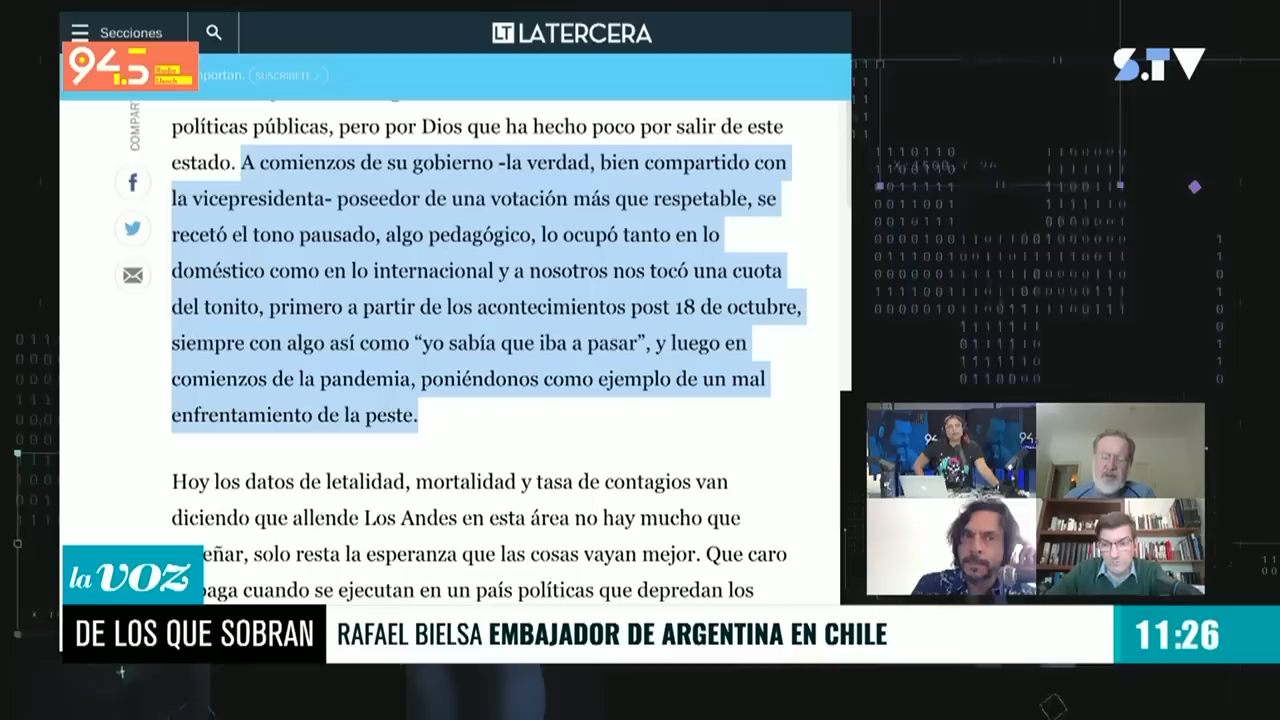 Secciones
LT LATERCERA
94.5
Radio
Usach
mportan. (SUSCRIBETE >)
S.TV
COMPART
políticas públicas, pero por Dios que ha hecho poco por salir de este
estado. A comienzos de su gobierno -la verdad, bien compartido con
la vicepresidenta- poseedor de una votación más que respetable, se
recetó el tono pausado, algo pedagógico, lo ocupó tanto en lo
doméstico como en lo internacional y a nosotros nos tocó una cuota
del tonito, primero a partir de los acontecimientos post 18 de octubre,
siempre con algo así como “yo sabía que iba a pasar”, y luego en
comienzos de la pandemia, poniéndonos como ejemplo de un mal
enfrentamiento de la peste.
Hoy los datos de letalidad, mortalidad y tasa de contagios van
diciendo que allende Los Andes en esta área no hay mucho que
eñar, solo resta la esperanza que las cosas vayan mejor. Que caro
paga cuando se ejecutan en un país políticas que depredan los
la voz
DE LOS QUE SOBRAN
RAFAEL BIELSA EMBAJADOR DE ARGENTINA EN CHILE
11:26